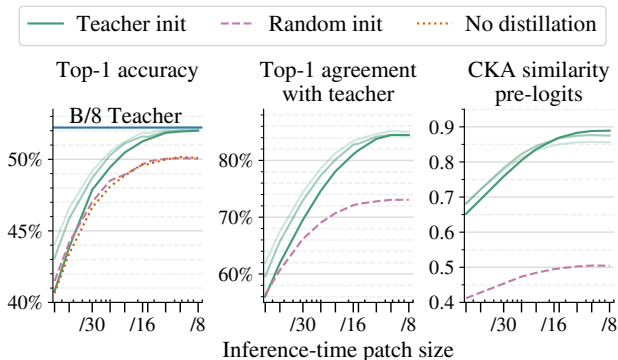 Teacher init Random init No distillation
Top-1 accuracy
Top-1 agreement
with teacher
CKA similarity
pre-logits
B/8 Teacher
50%
45%
40%
/30 /16 /8
80%
70%
60%
/30 /16 /8
0.9
0.8
0.7
0.6
0.5
0.4
/30 /16 /8
Inference-time patch size